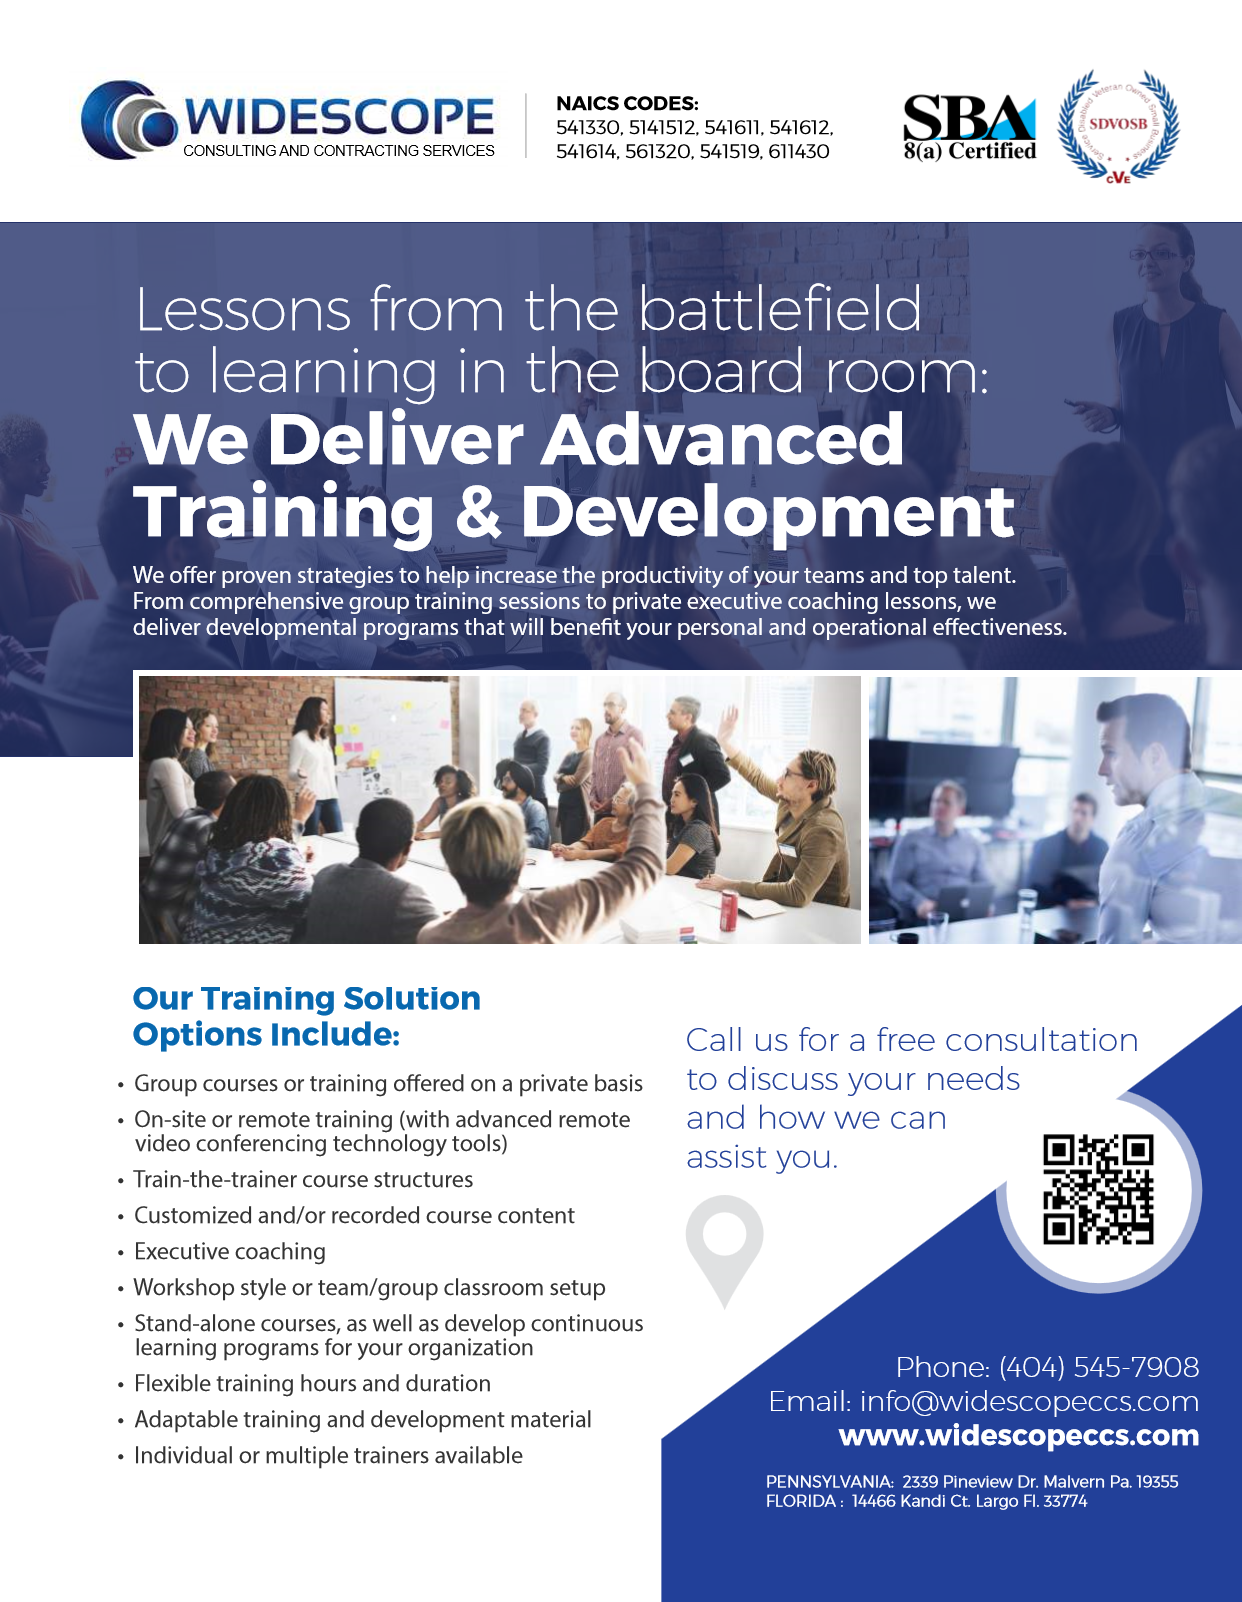 WIDESCOPE
CONSULTING AND CONTRACTING SERVICES
NAICS CODES:
541330, 5141512, 541611, 541612,
541614, 561320, 541519, 611430
SBA
8(a) Certified
Service Disabled Veteran Owned Small Business
SDVOSB
CVE
Lessons from the battlefield
to learning in the board room:
We Deliver Advanced
Training & Development
We offer proven strategies to help increase the productivity of your teams and top talent.
From comprehensive group training sessions to private executive coaching lessons, we
deliver developmental programs that will benefit your personal and operational effectiveness.
Our Training Solution
Options Include:
• Group courses or training offered on a private basis
• On-site or remote training (with advanced remote
video conferencing technology tools)
• Train-the-trainer course structures
• Customized and/or recorded course content
• Executive coaching
• Workshop style or team/group classroom setup
• Stand-alone courses, as well as develop continuous
learning programs for your organization
• Flexible training hours and duration
• Adaptable training and development material
• Individual or multiple trainers available
Call us for a free consultation
to discuss your needs
and how we can
assist you.
Phone: (404) 545-7908
Email: info@widescopeccs.com
www.widescopeccs.com
PENNSYLVANIA: 2339 Pineview Dr. Malvern Pa. 19355
FLORIDA : 14466 Kandi Ct. Largo Fl. 33774